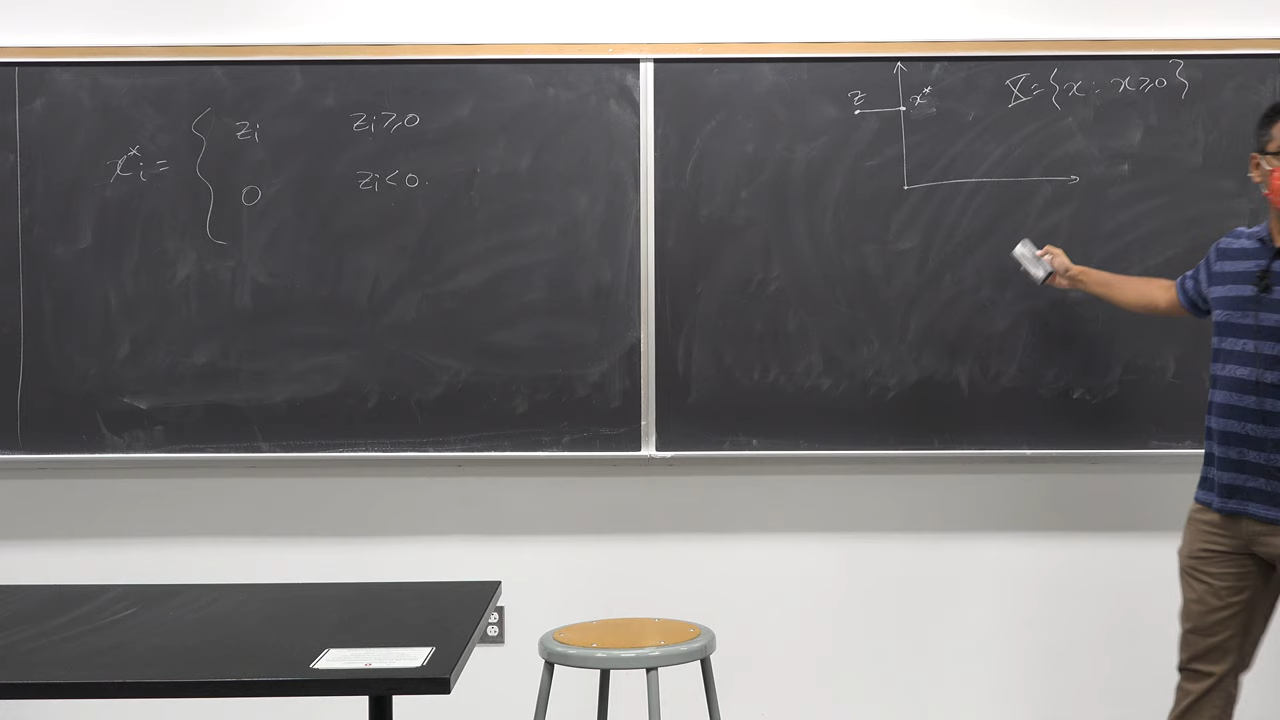 x*i = { zi zi ≥ 0
0 zi < 0.
z x* X = {x : x ≥ 0}